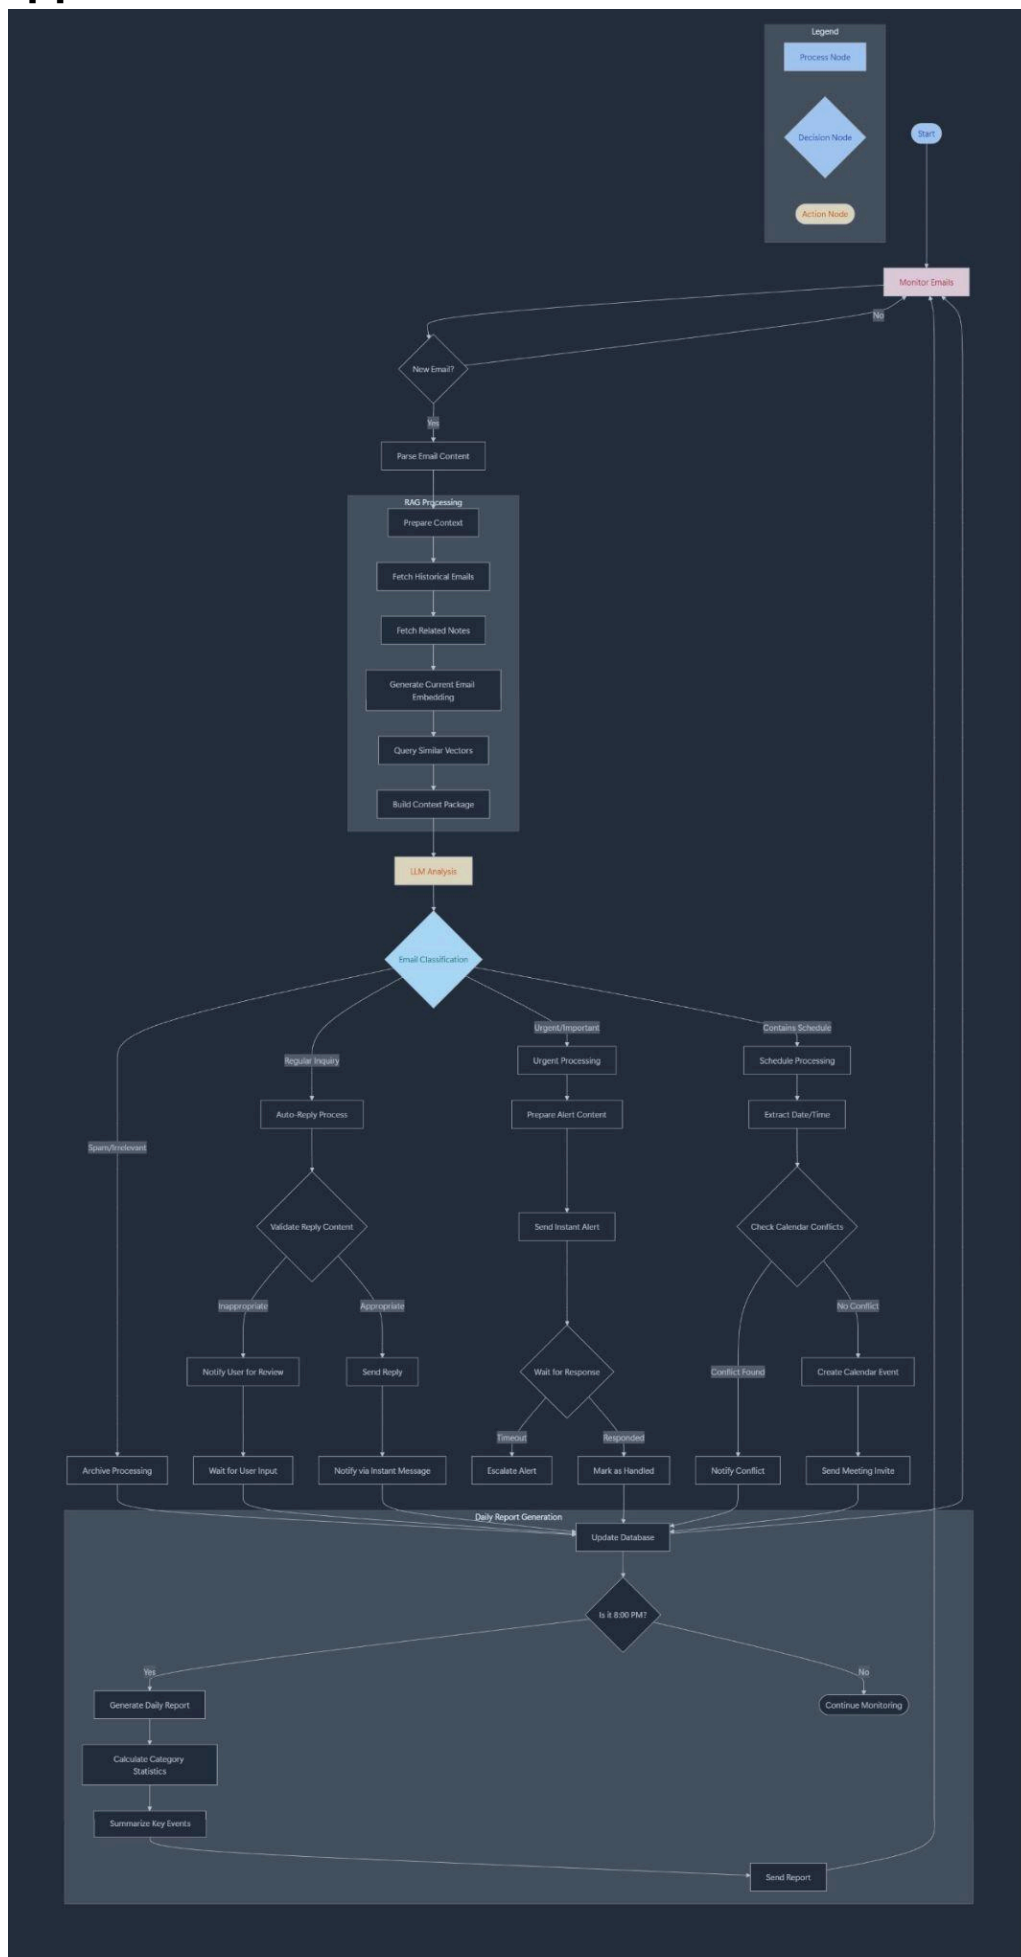 Legend
Process Node
Decision Node
Start
Action Node
Monitor Emails
No
New Email?
Yes
Parse Email Content
RAG Processing
Prepare Context
Fetch Historical Emails
Fetch Related Notes
Generate Current Email
Embedding
Query Similar Vectors
Build Context Package
LLM Analysis
Email Classification
Urgent/Important
Contains Schedule
Regular Inquiry
Urgent Processing
Schedule Processing
Auto-Reply Process
Prepare Alert Content
Extract Date/Time
Spam/Irrelevant
Validate Reply Content
Send Instant Alert
Check Calendar Conflicts
Inappropriate
Appropriate
No Conflict
Notify User for Review
Send Reply
Wait for Response
Conflict Found
Create Calendar Event
Timeout
Responded
Archive Processing
Wait for User Input
Notify via Instant Message
Escalate Alert
Mark as Handled
Notify Conflict
Send Meeting Invite
Daily Report Generation
Update Database
Is it 8:00 PM?
Yes
No
Generate Daily Report
Continue Monitoring
Calculate Category
Statistics
Summarize Key Events
Send Report